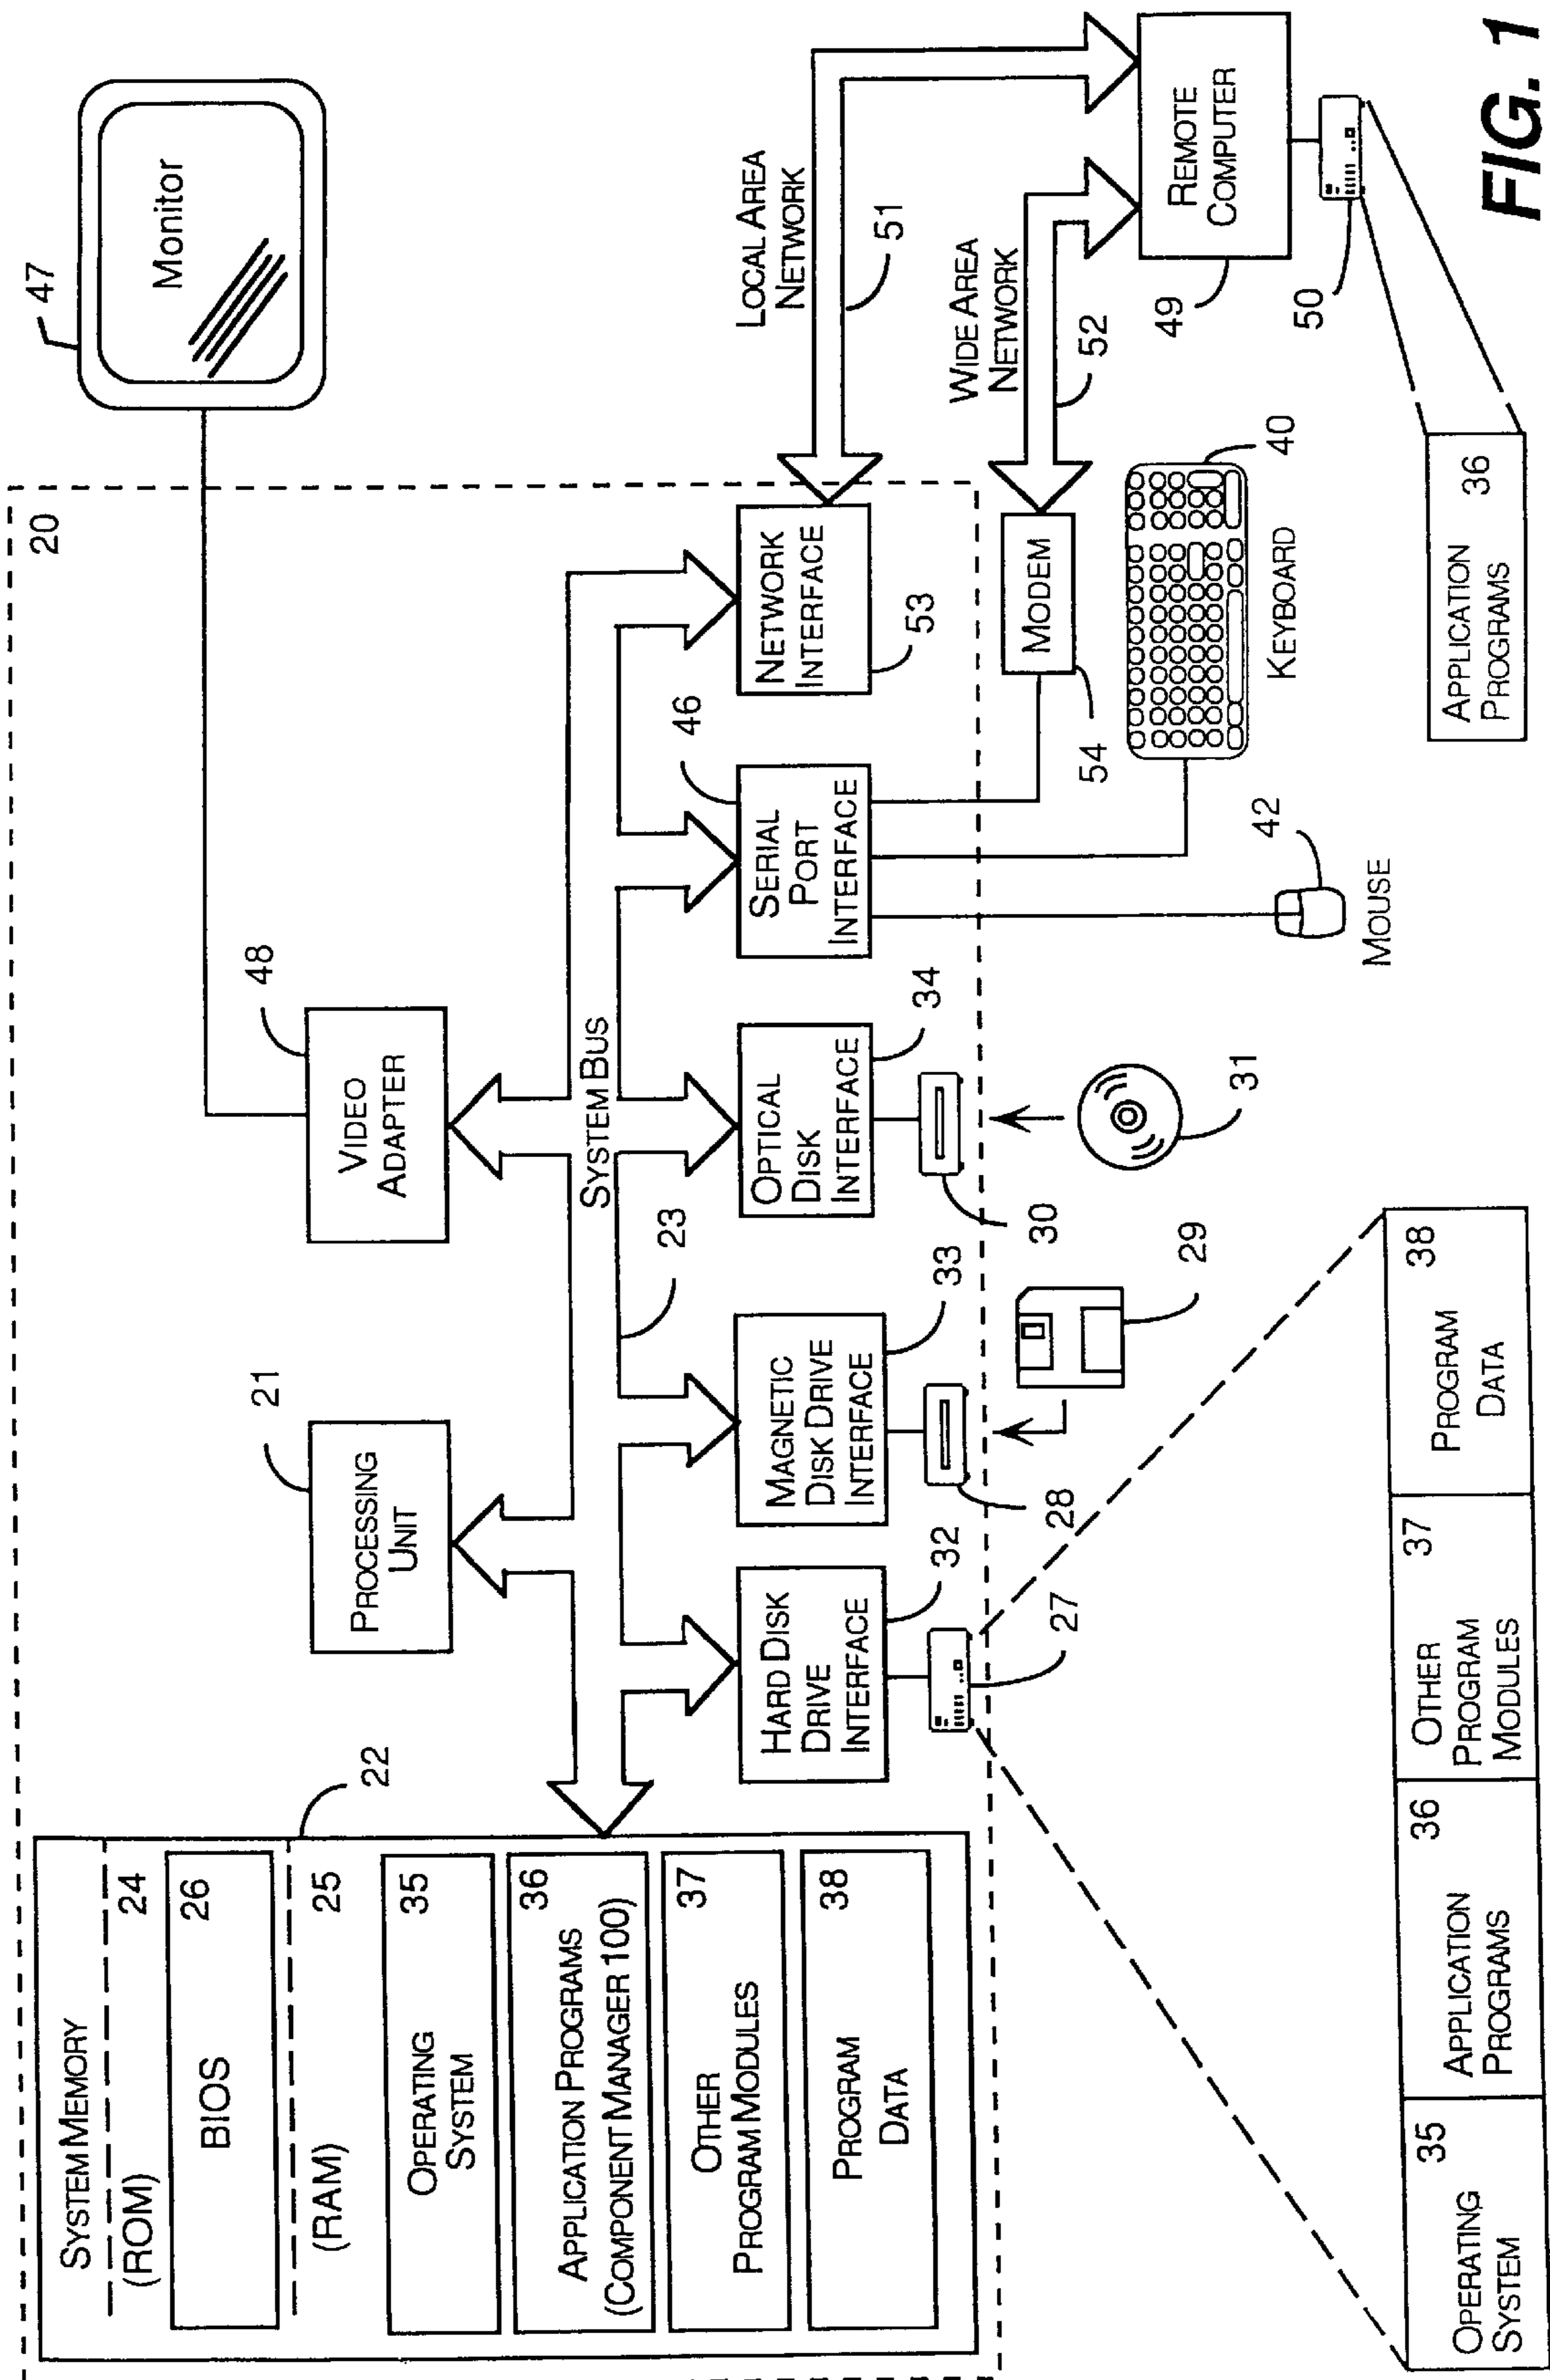 47
Monitor
20
SYSTEM MEMORY
(ROM) 24
BIOS 26
(RAM) 25
OPERATING
SYSTEM
35
APPLICATION PROGRAMS
(COMPONENT MANAGER 100)
36
OTHER
PROGRAM MODULES
37
PROGRAM
DATA
38
22
PROCESSING
UNIT
21
VIDEO
ADAPTER
48
SYSTEM BUS
23
HARD DISK
DRIVE
INTERFACE
32
MAGNETIC
DISK DRIVE
INTERFACE
33
OPTICAL
DISK
INTERFACE
34
SERIAL
PORT
INTERFACE
46
NETWORK
INTERFACE
53
LOCAL AREA
NETWORK
51
WIDE AREA
NETWORK
52
27
28
29
30
31
MOUSE
42
MODEM
54
KEYBOARD
40
REMOTE
COMPUTER
49
50
OPERATING
SYSTEM
35
APPLICATION
PROGRAMS
36
OTHER
PROGRAM
MODULES
37
PROGRAM
DATA
38
APPLICATION
PROGRAMS
36
FIG. 1